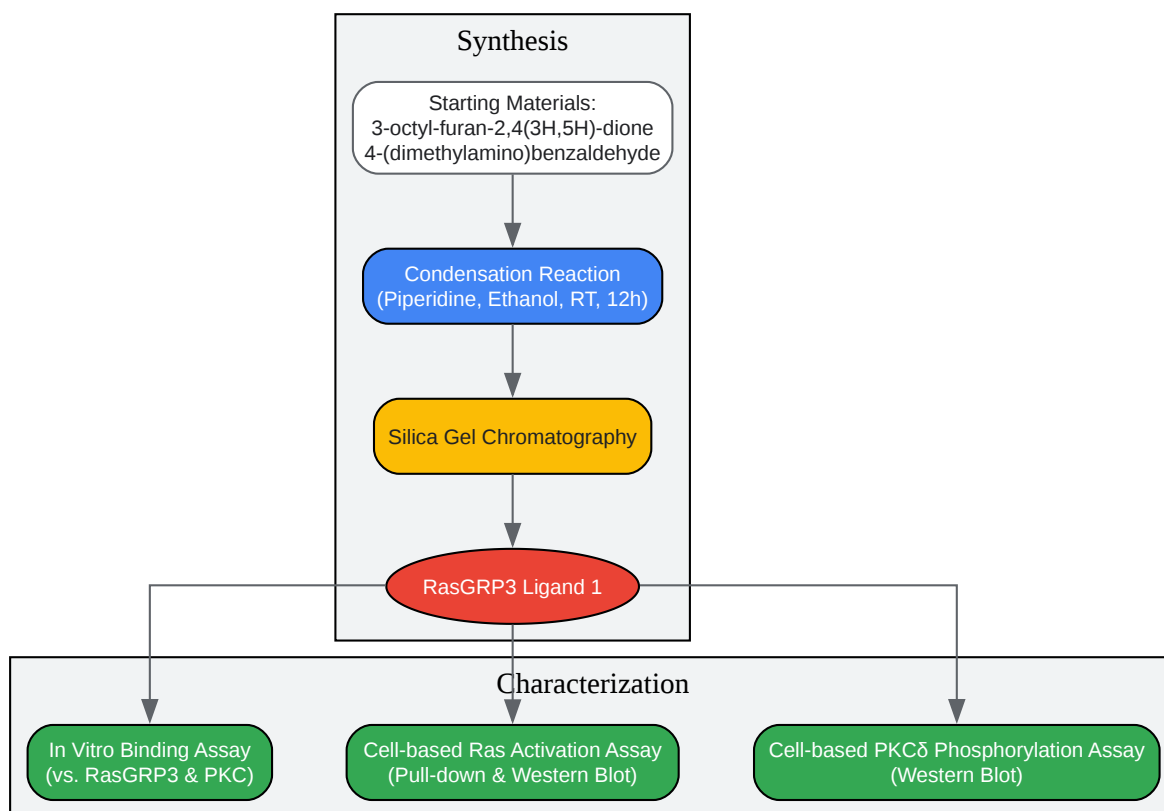 Synthesis
Starting Materials:
3-octyl-furan-2,4(3H,5H)-dione
4-(dimethylamino)benzaldehyde
Condensation Reaction
(Piperidine, Ethanol, RT, 12h)
Silica Gel Chromatography
RasGRP3 Ligand 1
Characterization
In Vitro Binding Assay
(vs. RasGRP3 & PKC)
Cell-based Ras Activation Assay
(Pull-down & Western Blot)
Cell-based PKCδ Phosphorylation Assay
(Western Blot)